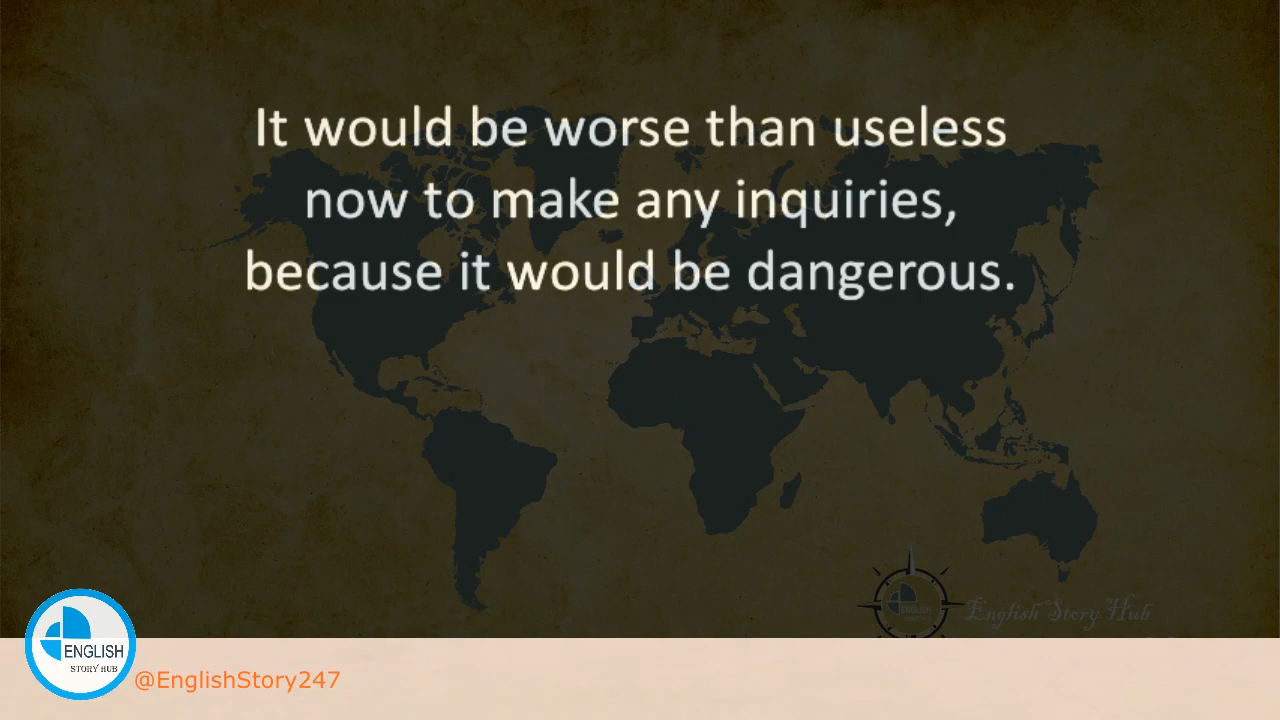 It would be worse than useless
now to make any inquiries,
because it would be dangerous.
English Story Hub
ENGLISH
STORY HUB
@EnglishStory247